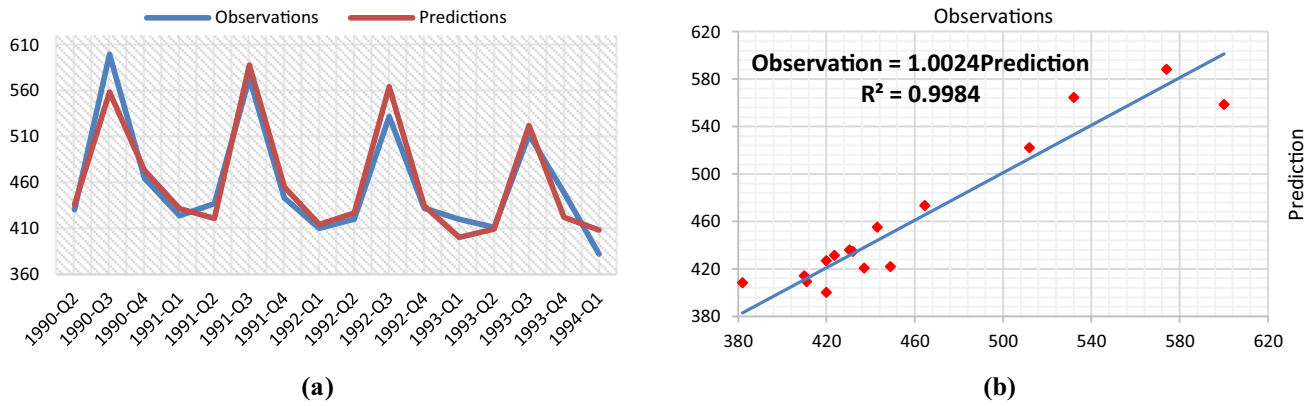 Observations Predictions
610
560
510
460
410
360
1990-Q2
1990-Q3
1990-Q4
1991-Q1
1991-Q2
1991-Q3
1991-Q4
1992-Q1
1992-Q2
1992-Q3
1992-Q4
1993-Q1
1993-Q2
1993-Q3
1993-Q4
1994-Q1
(a)
Observations
620
580
540
500
460
420
380
Observation = 1.0024Prediction
R² = 0.9984
380 420 460 500 540 580 620
Prediction
(b)